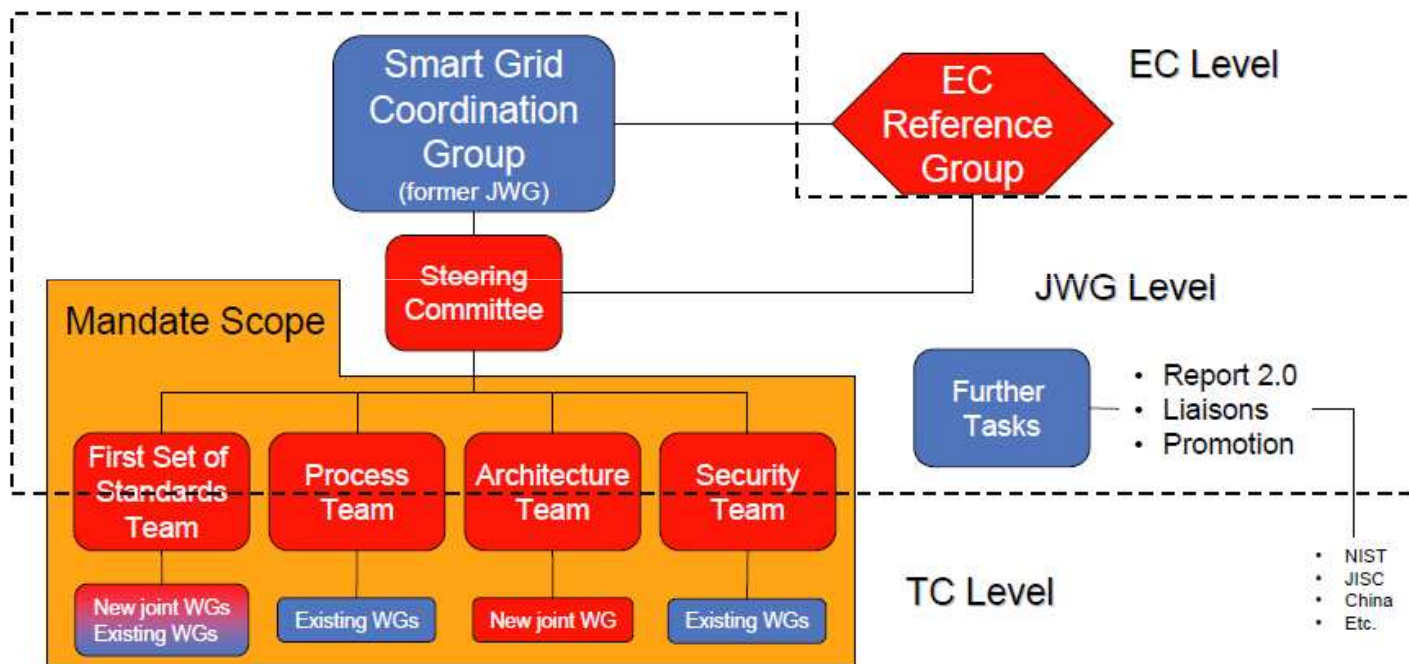 Smart Grid
Coordination
Group
(former JWG)
EC
Reference
Group
EC Level
Steering
Committee
JWG Level
Mandate Scope
Further
Tasks
• Report 2.0
• Liaisons
• Promotion
First Set of
Standards
Team
Process
Team
Architecture
Team
Security
Team
TC Level
New joint WGs
Existing WGs
Existing WGs
New joint WG
Existing WGs
• NIST
• JISC
• China
• Etc.